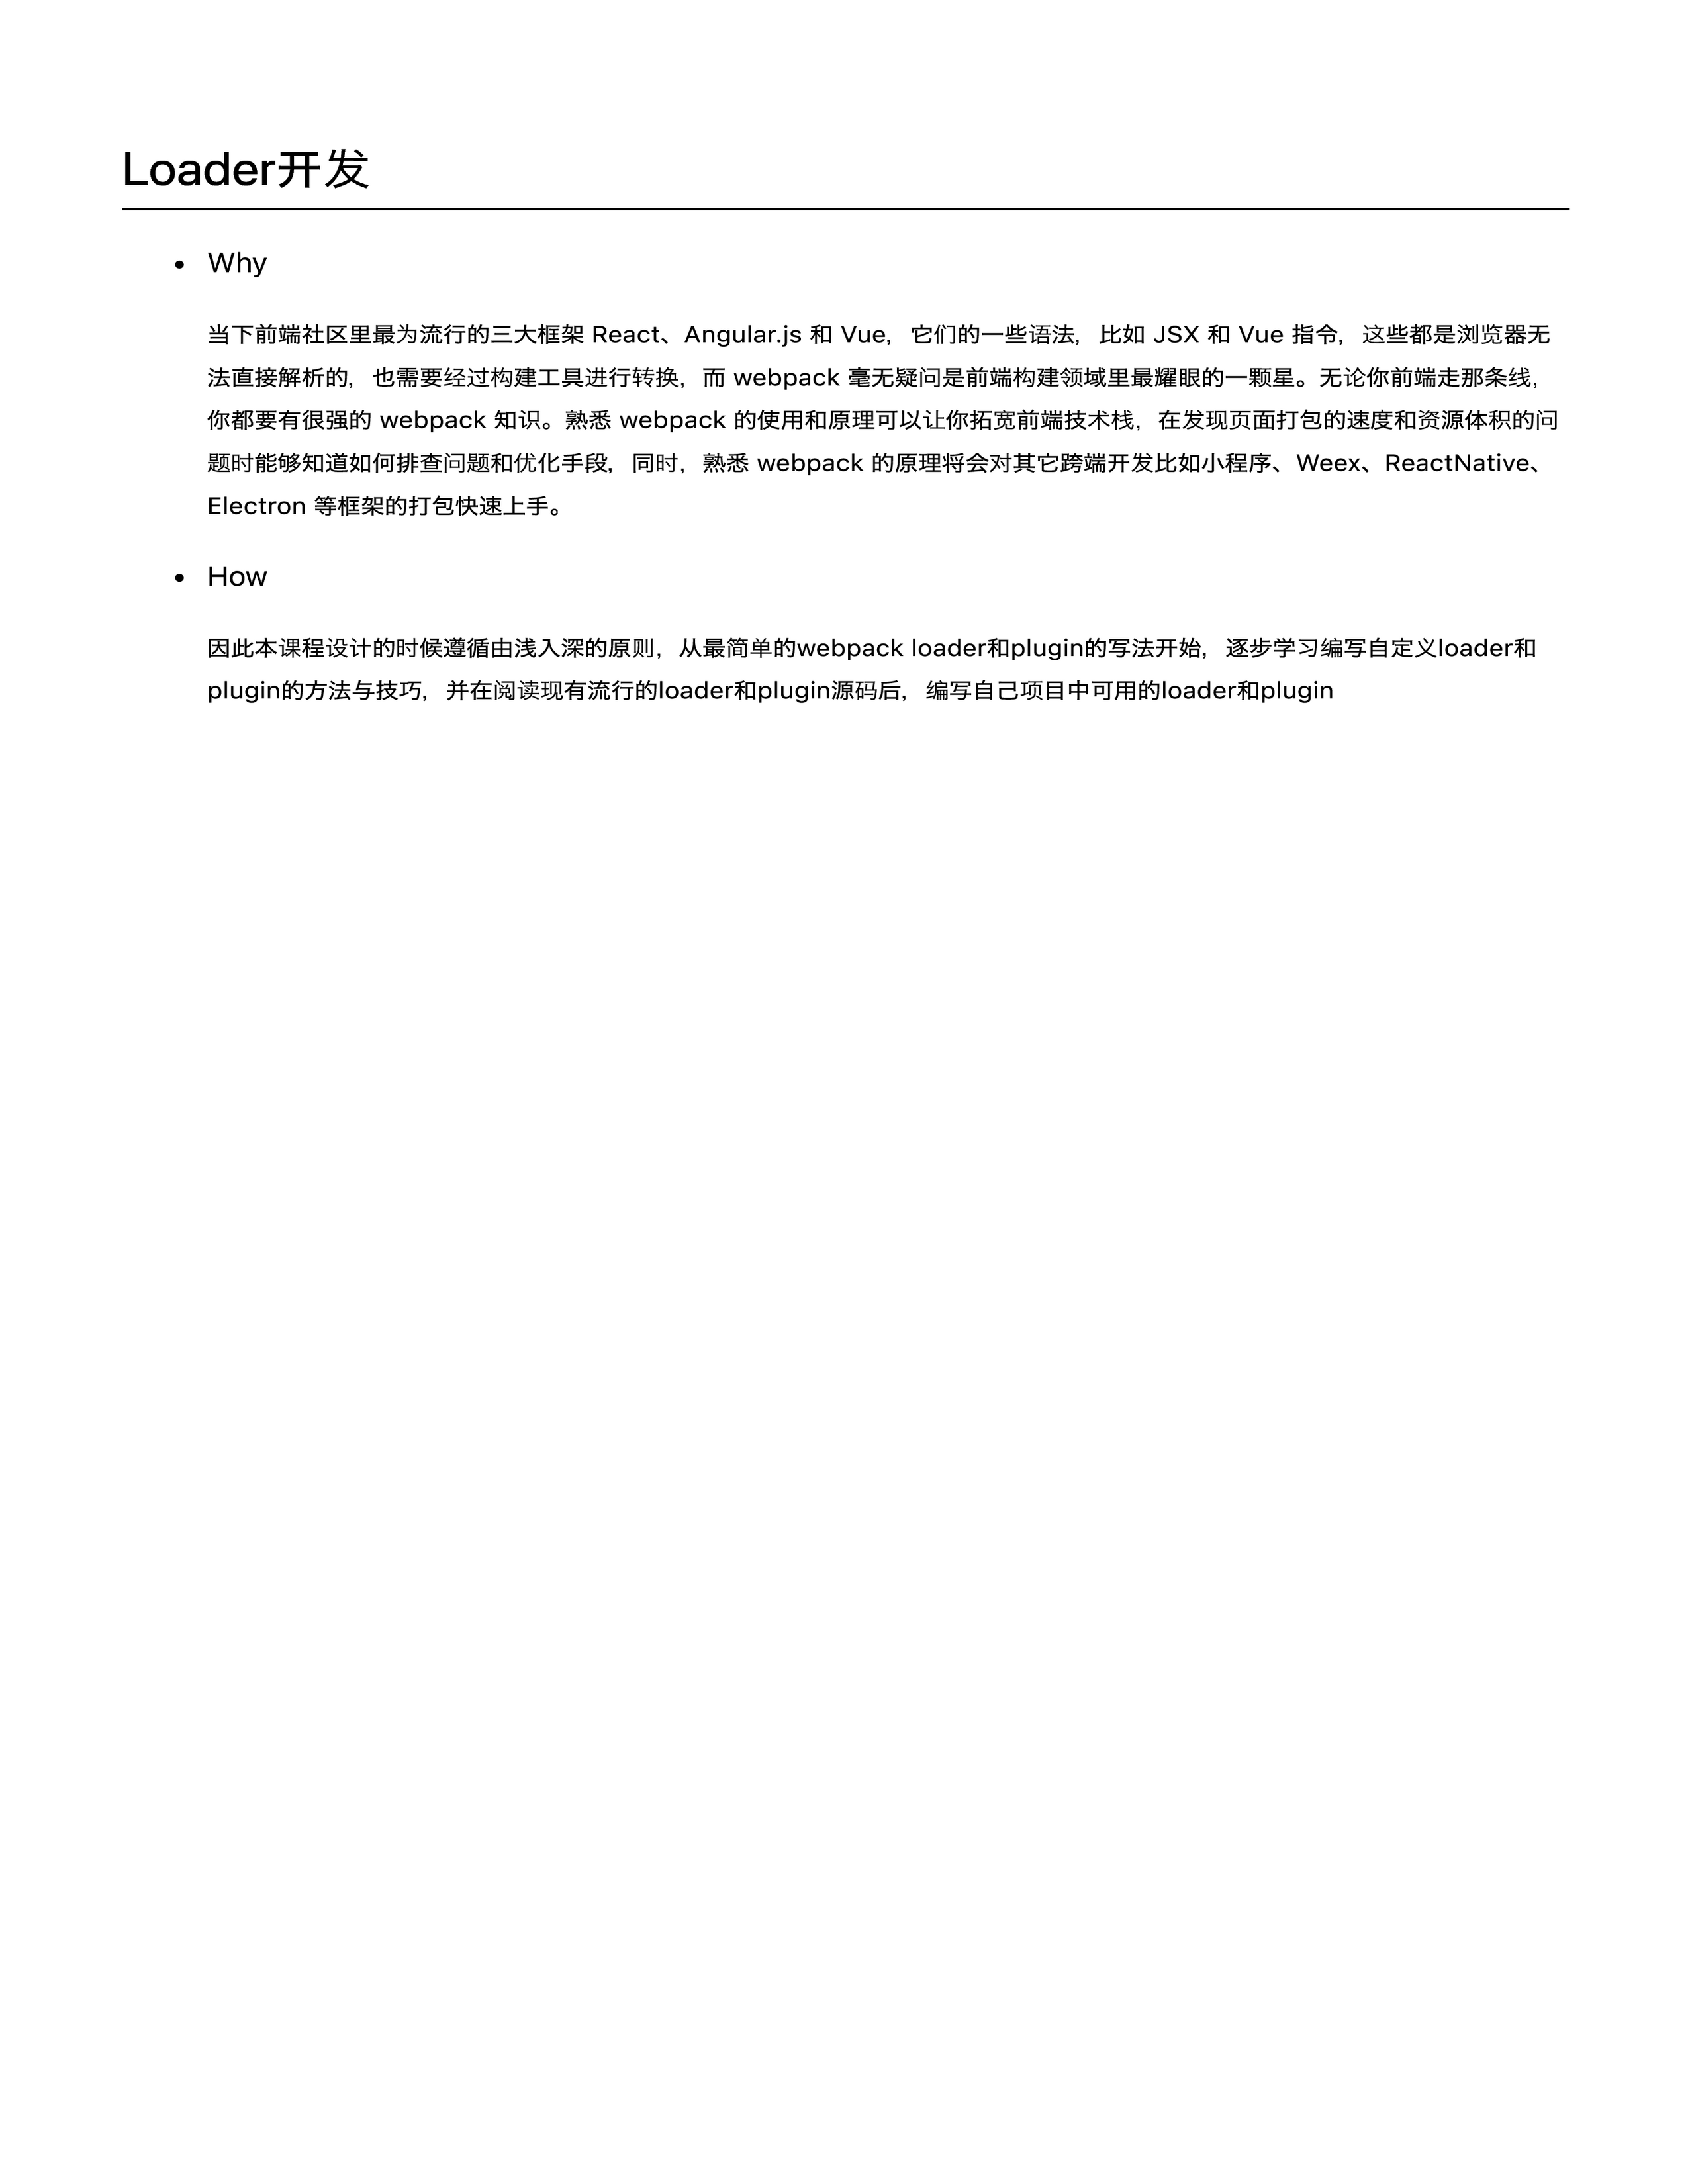 Loader开发
• Why
当下前端社区里最为流行的三大框架 React、Angular.js 和 Vue，它们的一些语法，比如 JSX 和 Vue 指令，这些都是浏览器无
法直接解析的，也需要经过构建工具进行转换，而 webpack 毫无疑问是前端构建领域里最耀眼的一颗星。无论你前端走那条线，
你都要有很强的 webpack 知识。熟悉 webpack 的使用和原理可以让你拓宽前端技术栈，在发现页面打包的速度和资源体积的问
题时能够知道如何排查问题和优化手段，同时，熟悉 webpack 的原理将会对其它跨端开发比如小程序、Weex、ReactNative、
Electron 等框架的打包快速上手。
• How
因此本课程设计的时候遵循由浅入深的原则，从最简单的webpack loader和plugin的写法开始，逐步学习编写自定义loader和
plugin的方法与技巧，并在阅读现有流行的loader和plugin源码后，编写自己项目中可用的loader和plugin